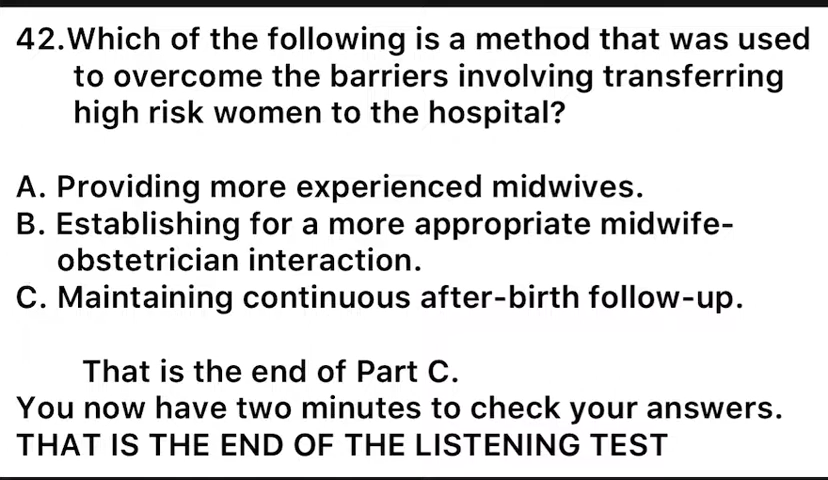 42.Which of the following is a method that was used
to overcome the barriers involving transferring
high risk women to the hospital?
A. Providing more experienced midwives.
B. Establishing for a more appropriate midwife-
obstetrician interaction.
C. Maintaining continuous after-birth follow-up.
That is the end of Part C.
You now have two minutes to check your answers.
THAT IS THE END OF THE LISTENING TEST